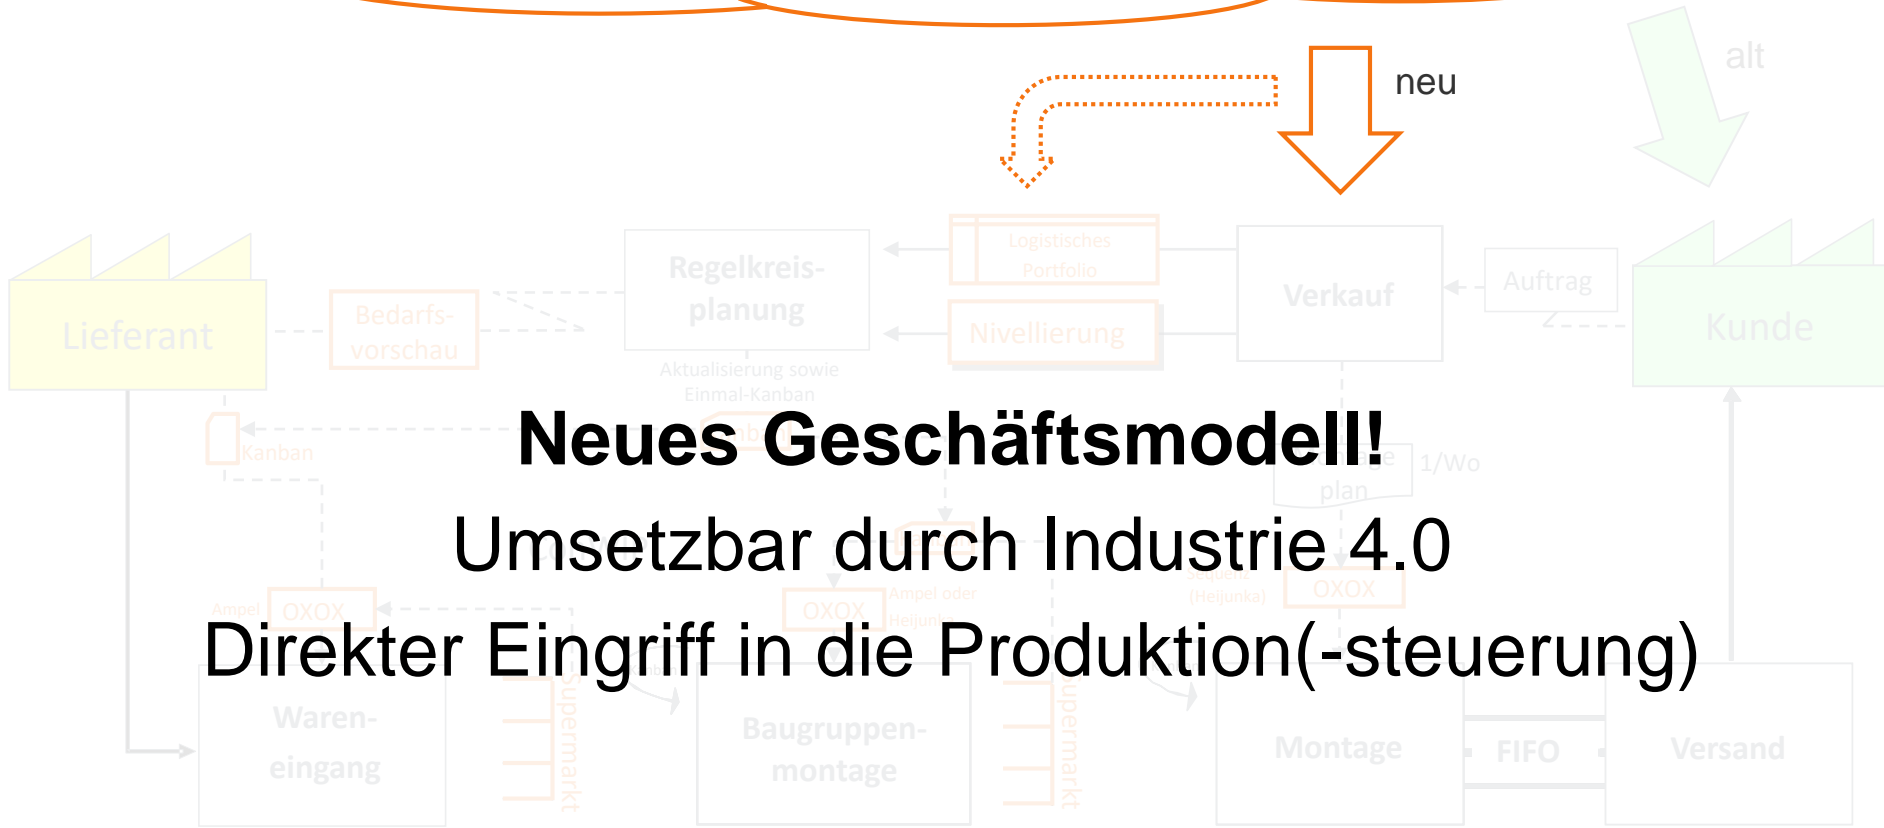 alt
neu
Logistisches
Portfolio
Regelkreis-
planung
Verkauf
Auftrag
Lieferant
Bedarfs-
vorschau
Nivellierung
Kunde
Aktualisierung sowie
Einmal-Kanban
Neues Geschäftsmodell!
Kanban
plan
1/Wo
Umsetzbar durch Industrie 4.0
Ampel
OXOX
OXOX
Ampel oder
(Heijunka)
OXOX
Direkter Eingriff in die Produktion(-steuerung)
Supermarkt
Waren-
eingang
Baugruppen-
montage
Montage
FIFO
Versand